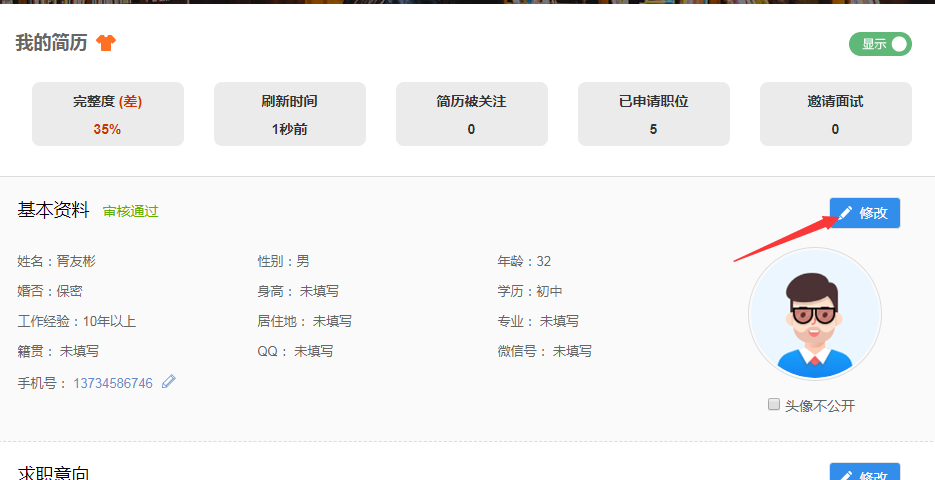 我的简历
显示
完整度 (差) 刷新时间 简历被关注 已申请职位 邀请面试
35% 1秒前 0 5 0
基本资料 审核通过 修改
姓名：胥友彬 性别：男 年龄：32
婚否：保密 身高： 未填写 学历：初中
工作经验：10年以上 居住地： 未填写 专业： 未填写
籍贯： 未填写 QQ： 未填写 微信号： 未填写
手机号： 13734586746
头像不公开
求职意向 修改